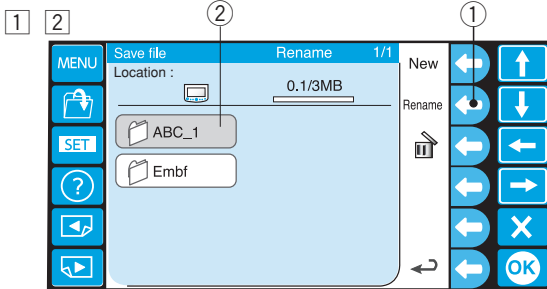 1 2
2 1
MENU
Save file Rename 1/1
New
Location :
0.1/3MB
Rename
ABC_1
SET
Embf
?
OK